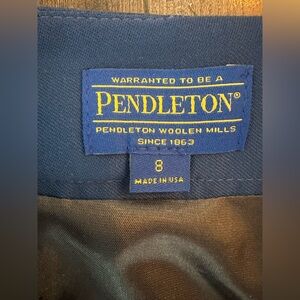 WARRANTED TO BE A
PENDLETON®
PENDLETON WOOLEN MILLS
SINCE 1863
8
MADE IN USA